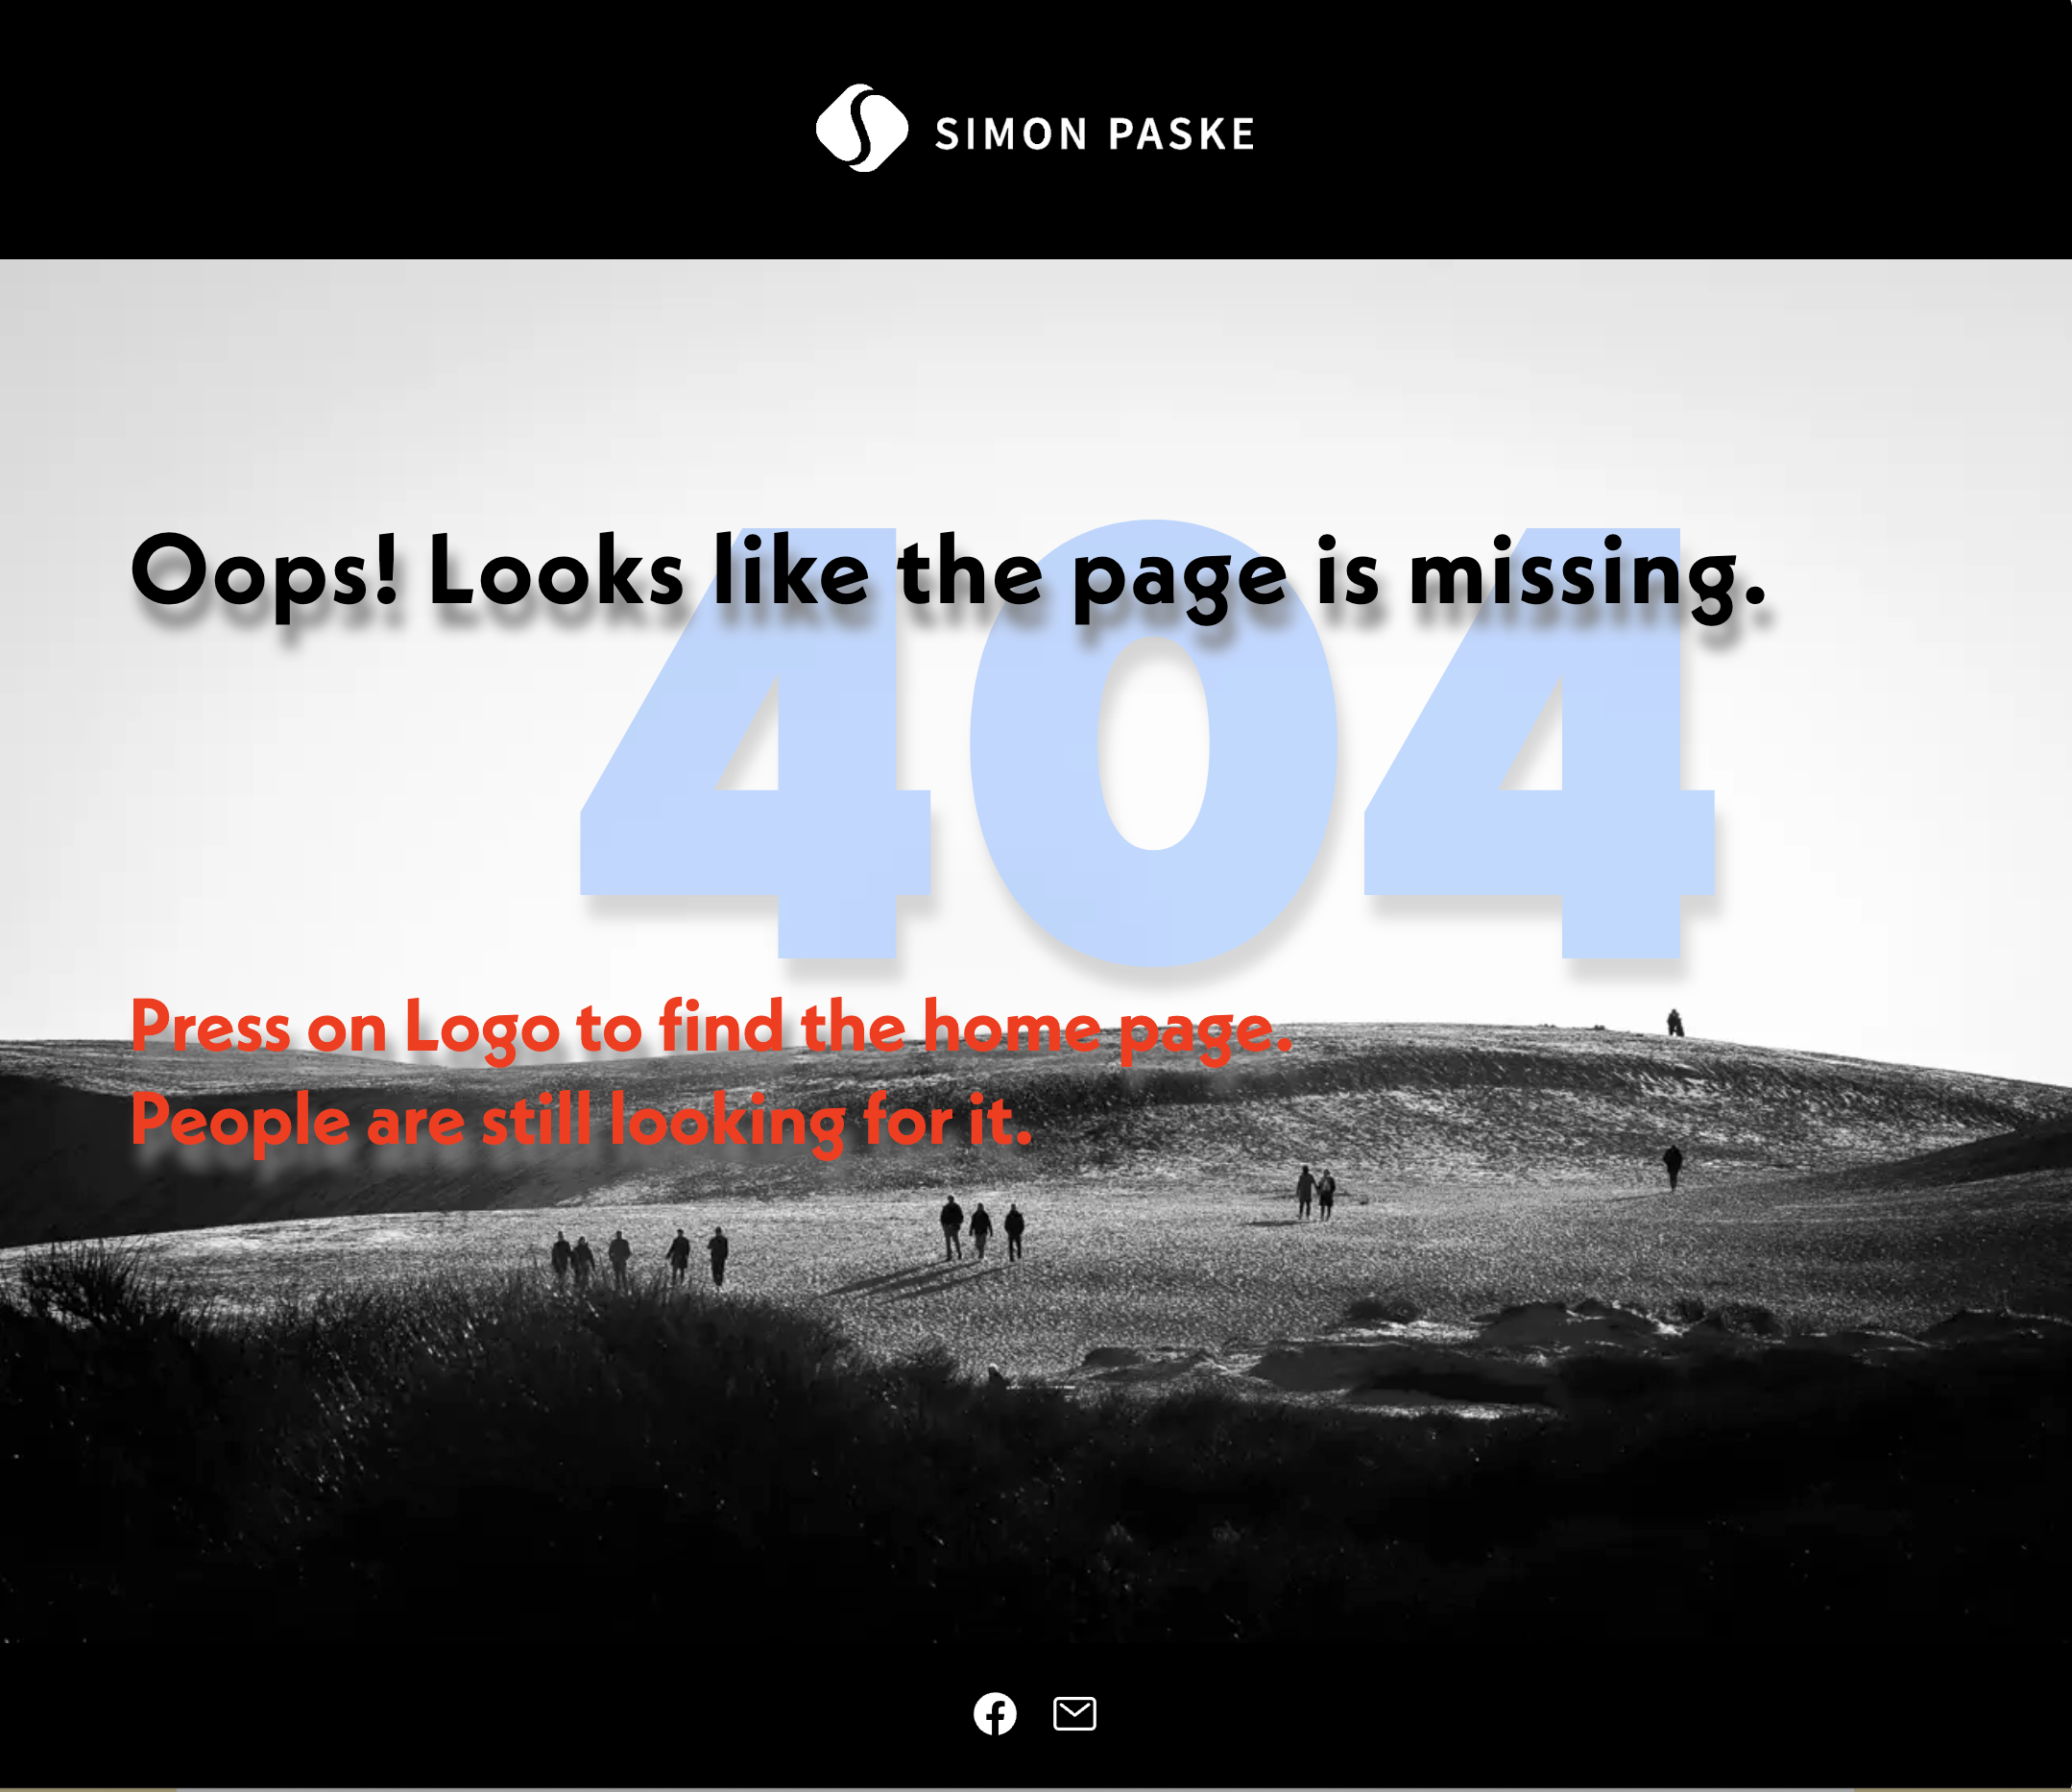 SIMON PASKE
Oops! Looks like the page is missing.
404
Press on Logo to find the home page.
People are still looking for it.